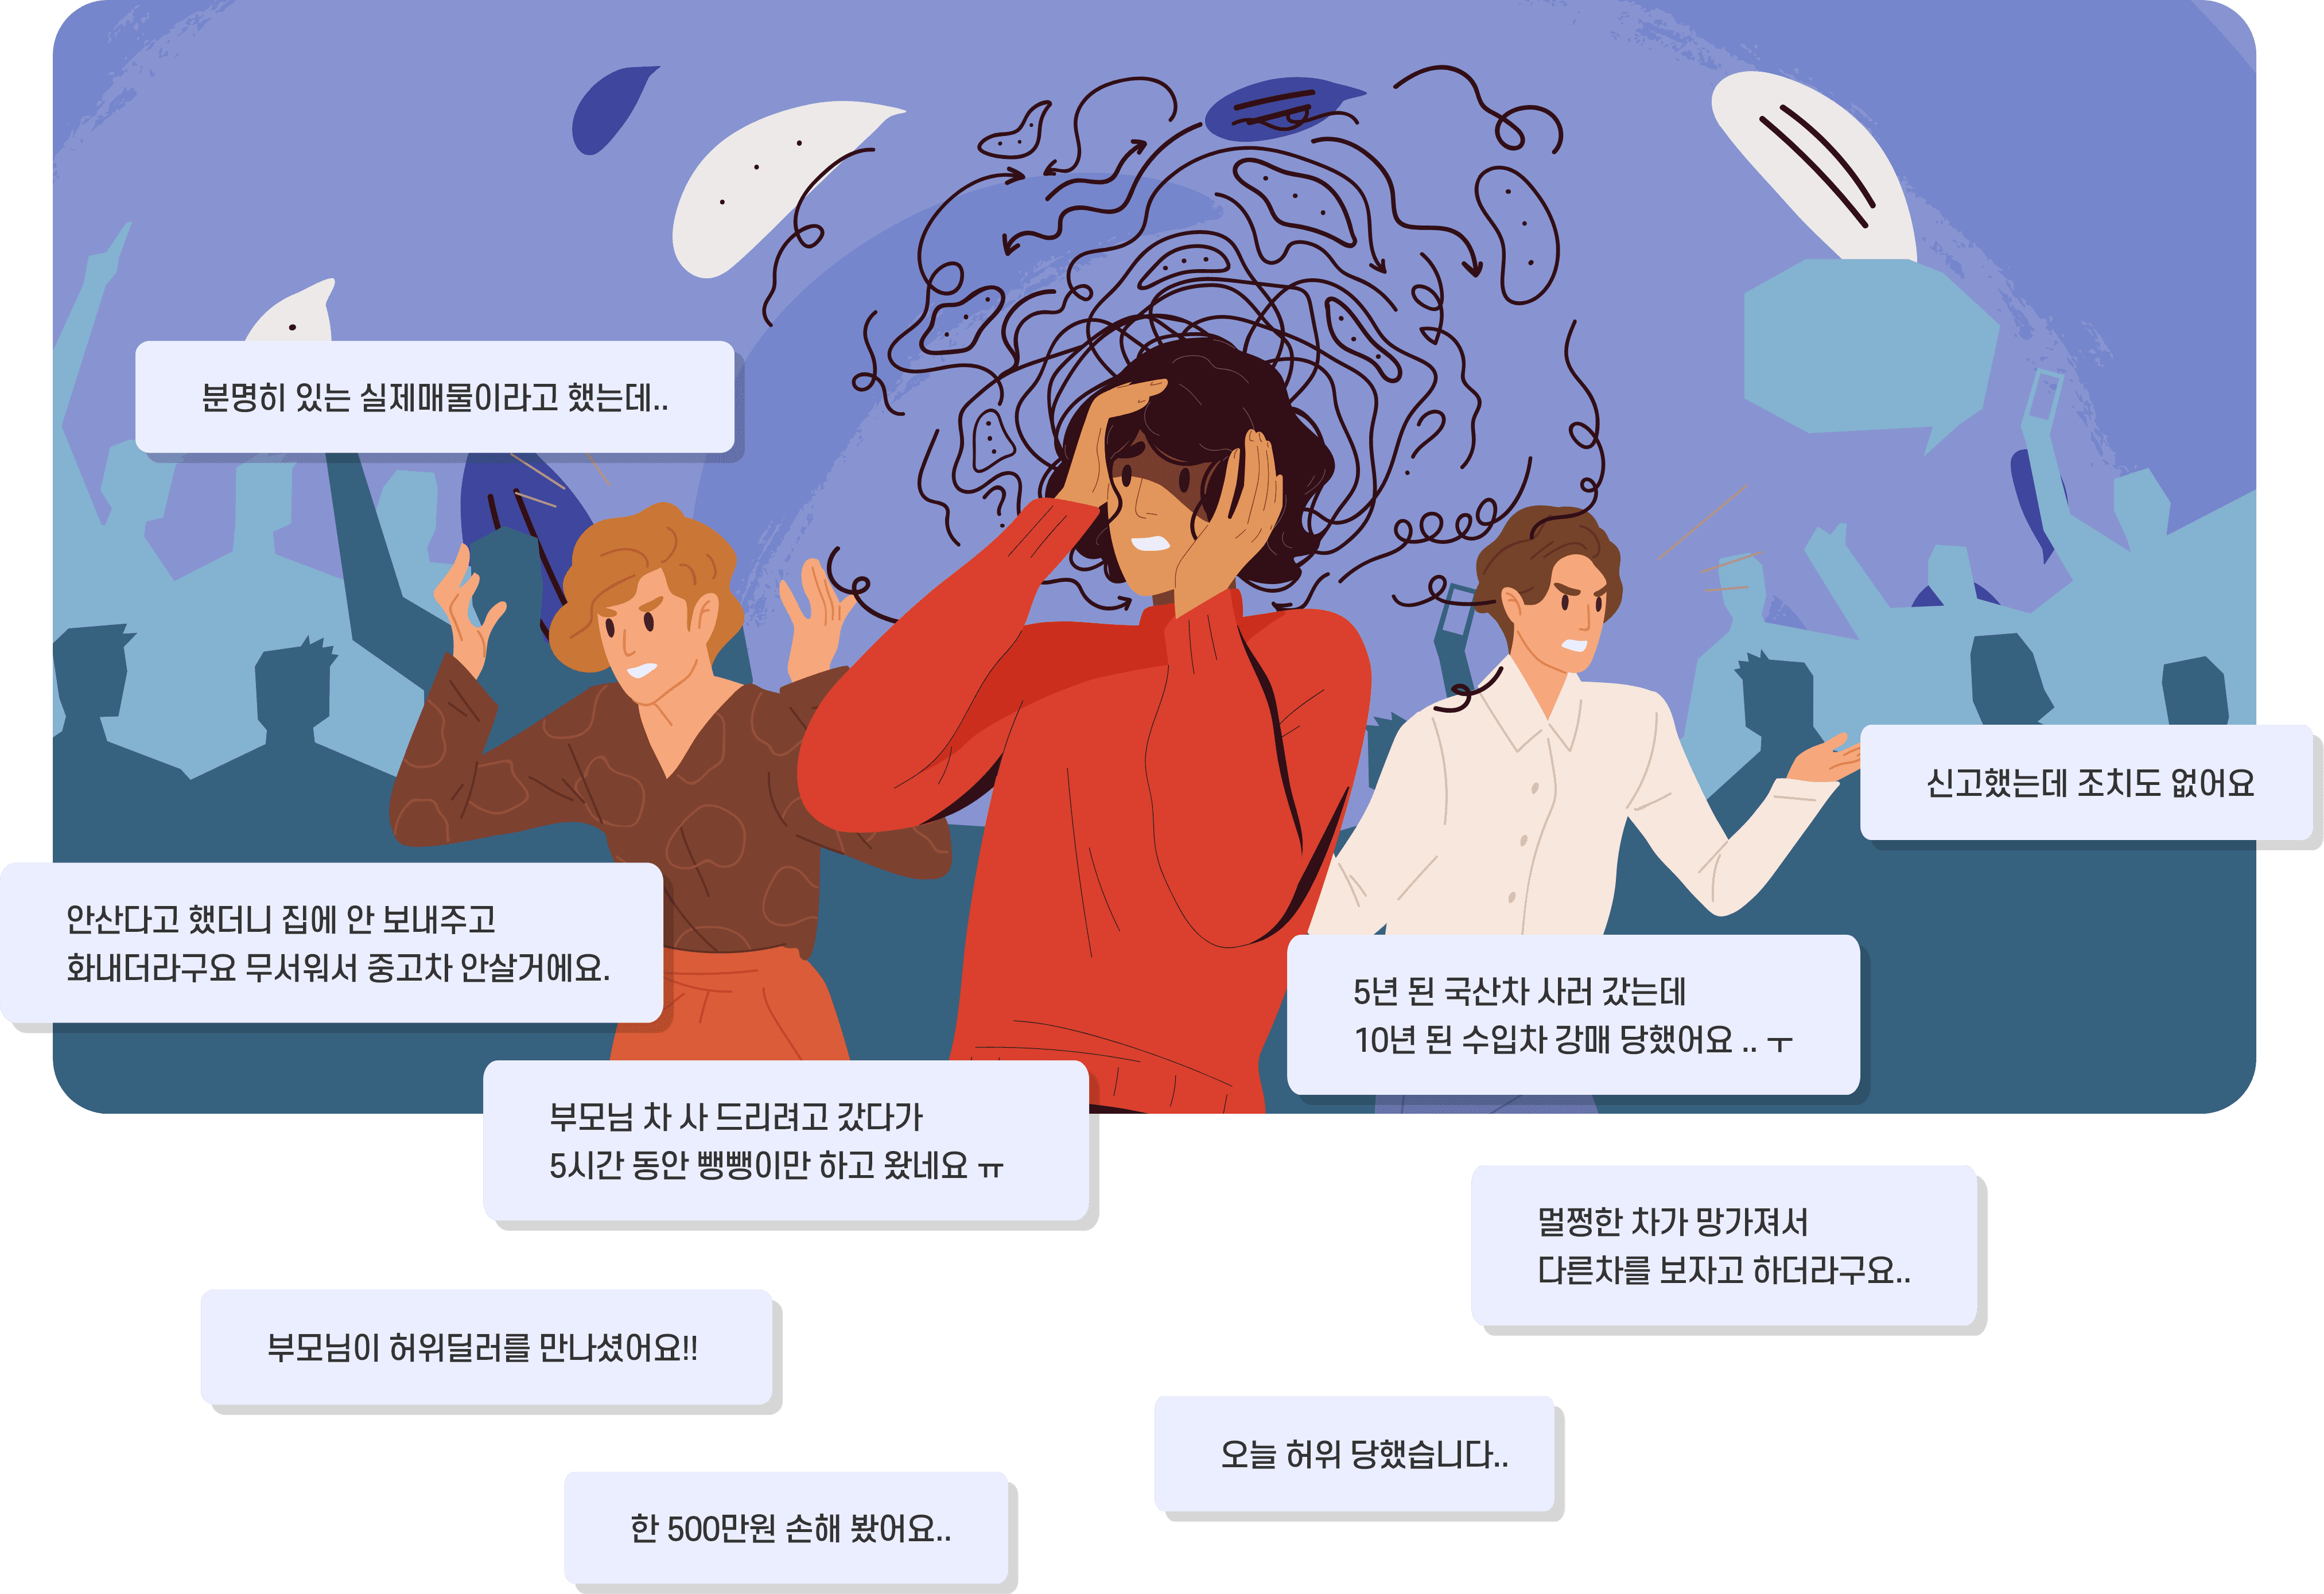 분명히 있는 실제매물이라고 했는데..
신고했는데 조치도 없어요
안산다고 했더니 집에 안 보내주고
화내더라구요 무서워서 중고차 안살거에요.
5년 된 국산차 사러 갔는데
10년 된 수입차 강매 당했어요 .. ㅜ
부모님 차 사 드리려고 갔다가
5시간 동안 뺑뺑이만 하고 왔네요 ㅠ
멀쩡한 차가 망가져서
다른차를 보자고 하더라구요..
부모님이 허위딜러를 만나셨어요!!
오늘 허위 당했습니다..
한 500만원 손해 봤어요..